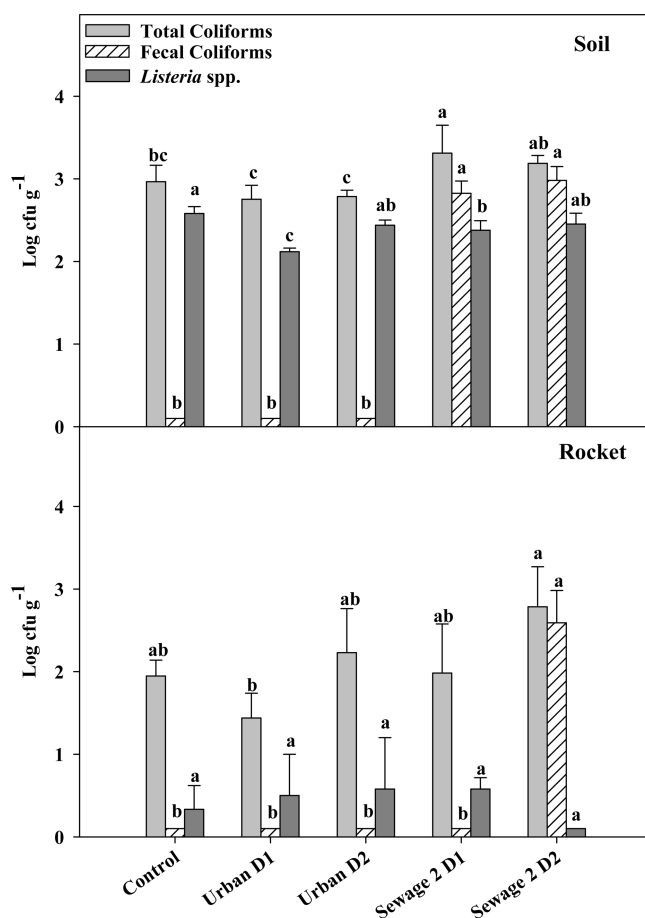 Total Coliforms
Fecal Coliforms
Listeria spp.
Soil
Log cfu g-1
4
3
2
1
0
bc
b
a
c
b
c
c
b
ab
a
a
b
ab
a
ab
Rocket
Log cfu g-1
4
3
2
1
0
ab
b
a
b
b
a
ab
b
a
ab
b
a
a
a
a
Control
Urban D1
Urban D2
Sewage 2 D1
Sewage 2 D2